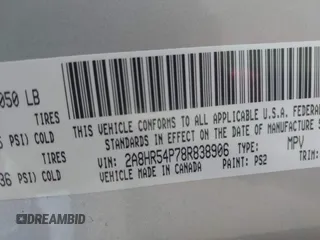 050 LB
TIRES
PSI) COLD
TIRES
36 PSI) COLD
THIS VEHICLE CONFORMS TO ALL APPLICABLE U.S.A. FEDERAL
STANDARDS IN EFFECT ON THE DATE OF MANUFACTURE
VIN: 2A8HR54P78R838906 TYPE: MPV
VEHICLE MADE IN CANADA PAINT: PS2 TRIM:
©DREAMBID